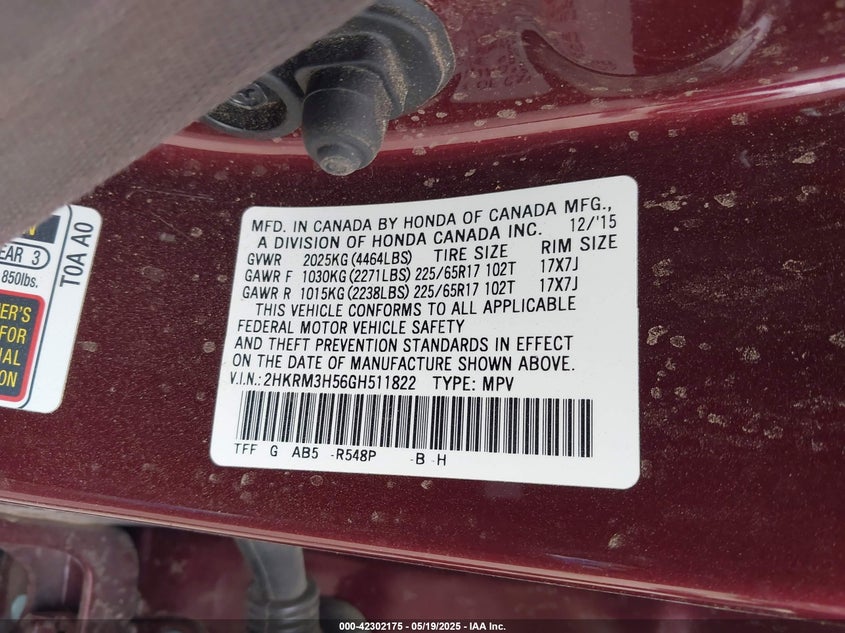 MFD. IN CANADA BY HONDA OF CANADA MFG.,
A DIVISION OF HONDA CANADA INC. 12/'15
GVWR 2025KG (4464LBS) TIRE SIZE RIM SIZE
GAWR F 1030KG (2271LBS) 225/65R17 102T 17X7J
GAWR R 1015KG (2238LBS) 225/65R17 102T 17X7J
THIS VEHICLE CONFORMS TO ALL APPLICABLE
FEDERAL MOTOR VEHICLE SAFETY
AND THEFT PREVENTION STANDARDS IN EFFECT
ON THE DATE OF MANUFACTURE SHOWN ABOVE.
V.I.N.: 2HKRM3H56GH511822 TYPE: MPV
TFF G AB5 -R548P -B -H
EAR 3
850lbs.
T0A A0
ER'S
FOR
IAL
ON
000-42302175 - 05/19/2025 - IAA Inc.